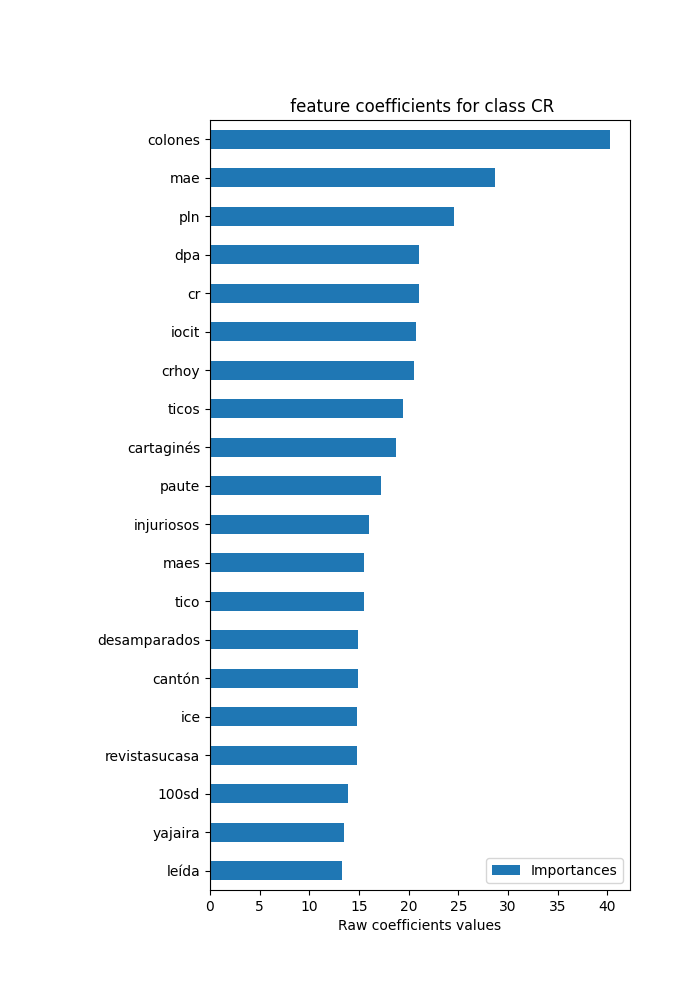 feature coefficients for class CR
colones
mae
pln
dpa
cr
iocit
crhoy
ticos
cartaginés
paute
injuriosos
maes
tico
desamparados
cantón
ice
revistasucasa
100sd
yajaira
leída
Importances
0 5 10 15 20 25 30 35 40
Raw coefficients values